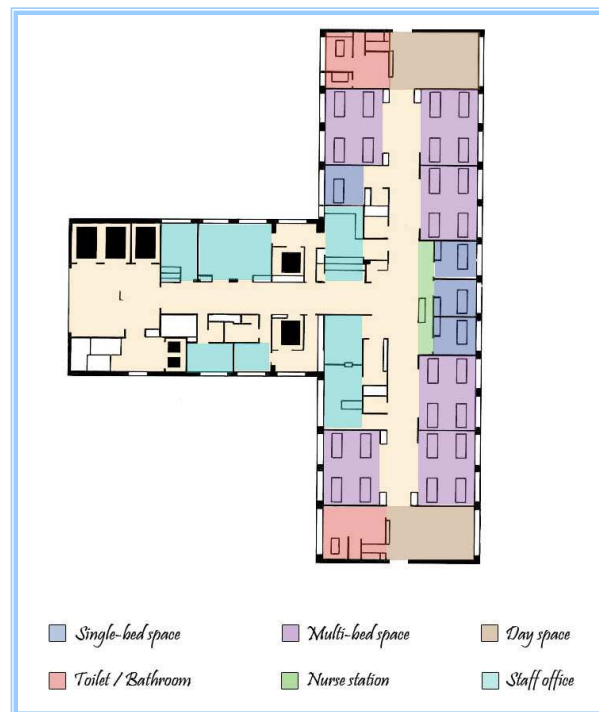 Single-bed space
Multi-bed space
Day space
Toilet / Bathroom
Nurse station
Staff office